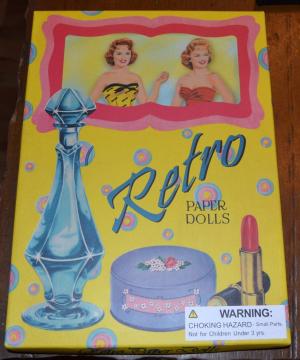 Retro
PAPER
DOLLS
WARNING:
CHOKING HAZARD- Small Parts.
Not for Children Under 3 yrs.